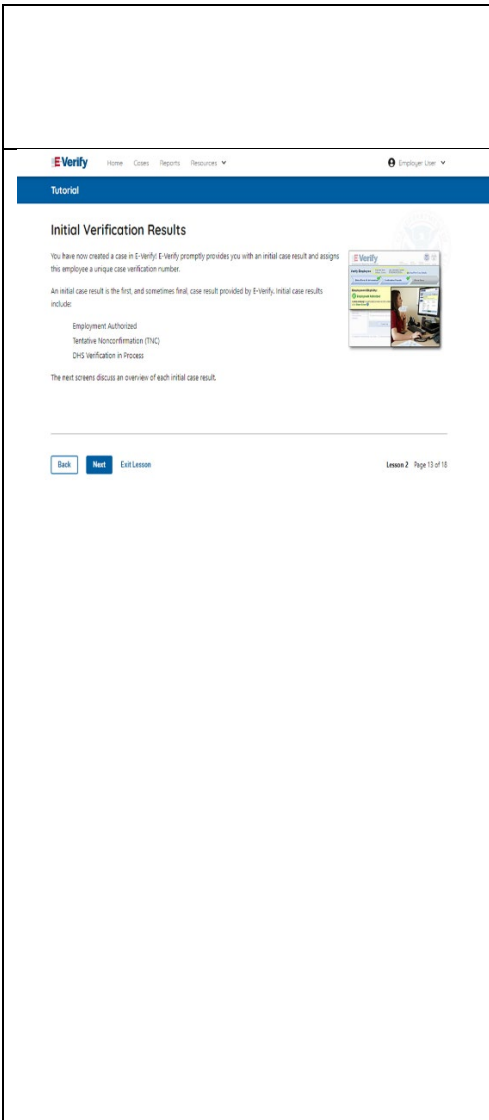 E-Verify Home Cases Reports Resources Employer User
Tutorial
Initial Verification Results
You have now created a case in E-Verify! E-Verify promptly provides you with an initial case result and assigns
this employee a unique case verification number.
An initial case result is the first, and sometimes final, case result provided by E-Verify. Initial case results
include:
Employment Authorized
Tentative Nonconfirmation (TNC)
DHS Verification in Process
The next screens discuss an overview of each initial case result.
E-Verify
Back Next Exit Lesson Lesson 2 Page 13 of 18